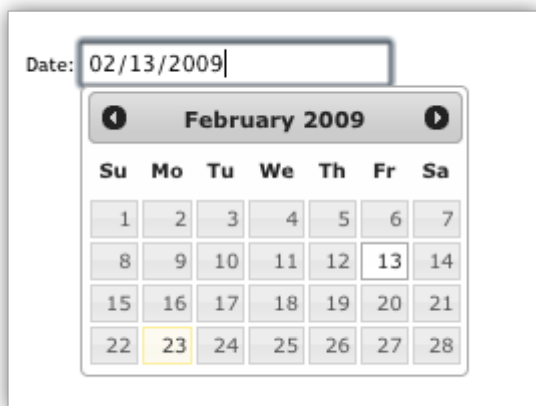 Date: 02/13/2009
February 2009
Su Mo Tu We Th Fr Sa
1 2 3 4 5 6 7
8 9 10 11 12 13 14
15 16 17 18 19 20 21
22 23 24 25 26 27 28